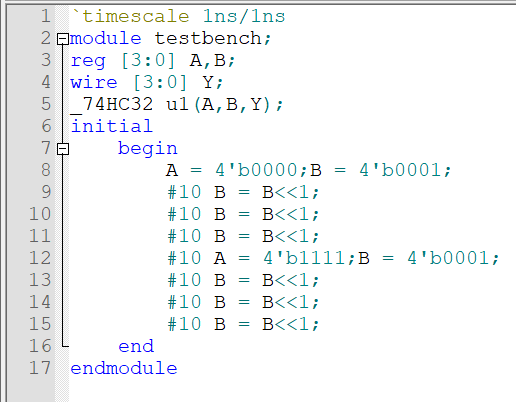 1 `timescale 1ns/1ns
2 module testbench;
3 reg [3:0] A,B;
4 wire [3:0] Y;
5 _74HC32 u1(A,B,Y);
6 initial
7 begin
8 A = 4'b0000;B = 4'b0001;
9 #10 B = B<<1;
10 #10 B = B<<1;
11 #10 B = B<<1;
12 #10 A = 4'b1111;B = 4'b0001;
13 #10 B = B<<1;
14 #10 B = B<<1;
15 #10 B = B<<1;
16 end
17 endmodule